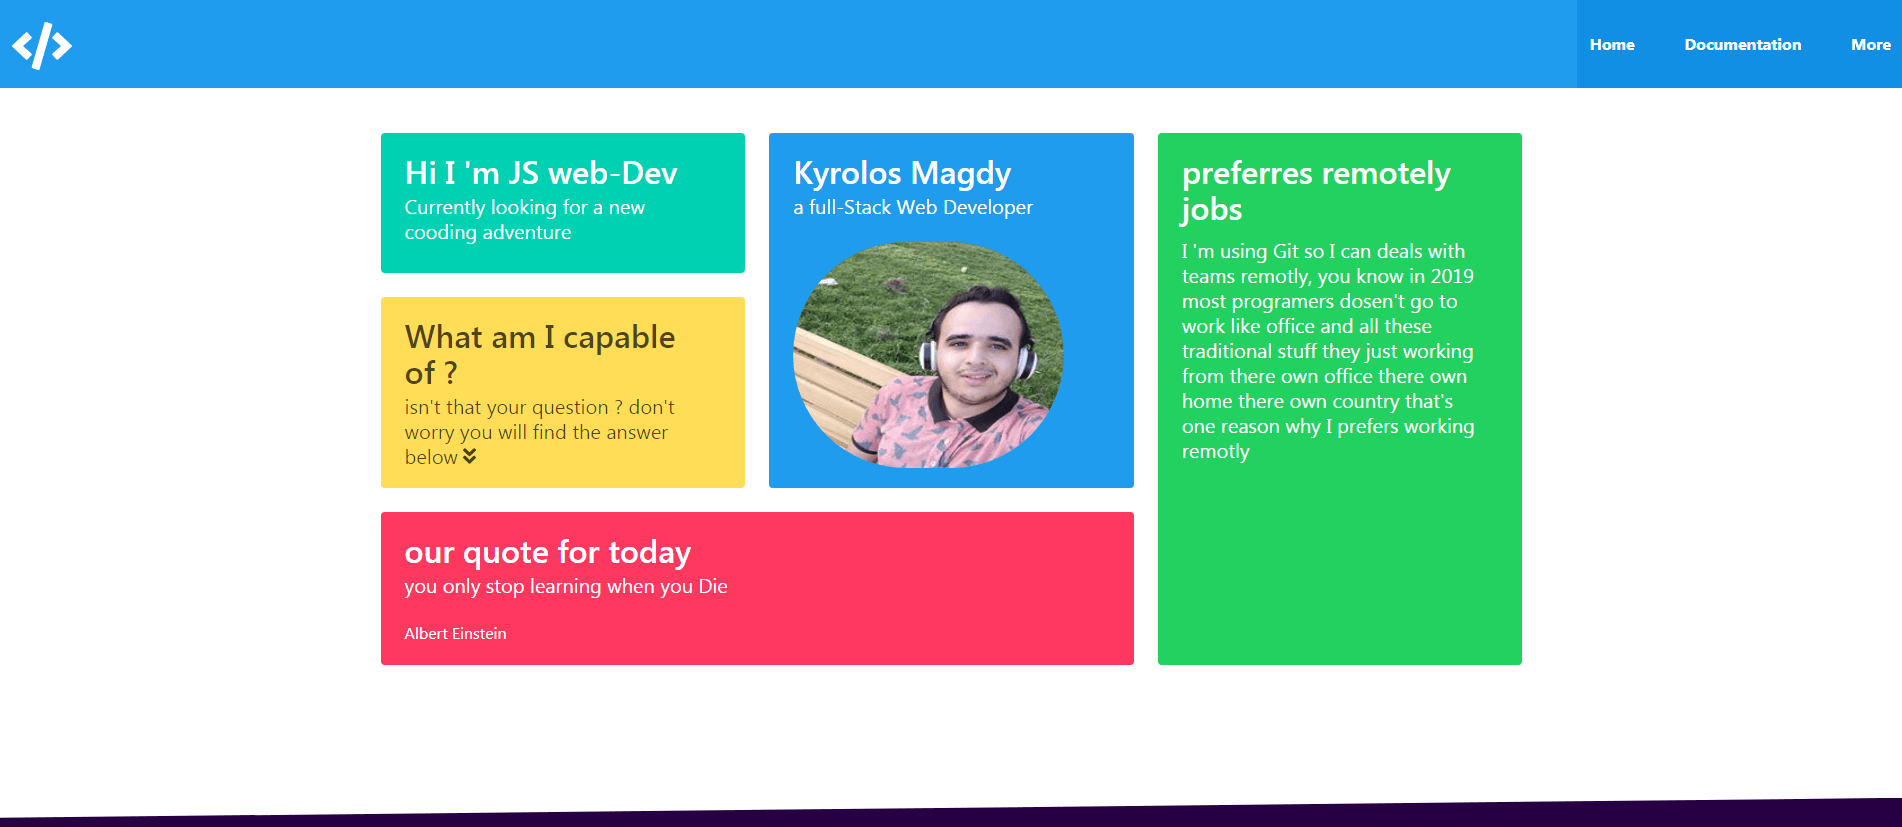 Home
Documentation
More
Hi I 'm JS web-Dev
Currently looking for a new
cooding adventure
What am I capable
of ?
isn't that your question ? don't
worry you will find the answer
below
Kyrolos Magdy
a full-Stack Web Developer
preferres remotely
jobs
I 'm using Git so I can deals with
teams remotly, you know in 2019
most programers dosen't go to
work like office and all these
traditional stuff they just working
from there own office there own
home there own country that's
one reason why I prefers working
remotly
our quote for today
you only stop learning when you Die
Albert Einstein